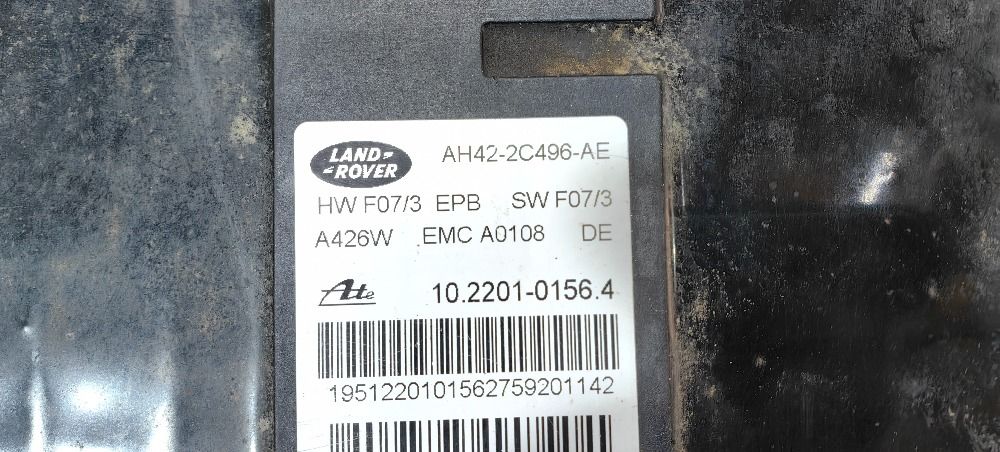 LAND-
-ROVER
AH42-2C496-AE
HW F07/3 EPB SW F07/3
A426W EMC A0108 DE
Ate 10.2201-0156.4
1951220101562759201142